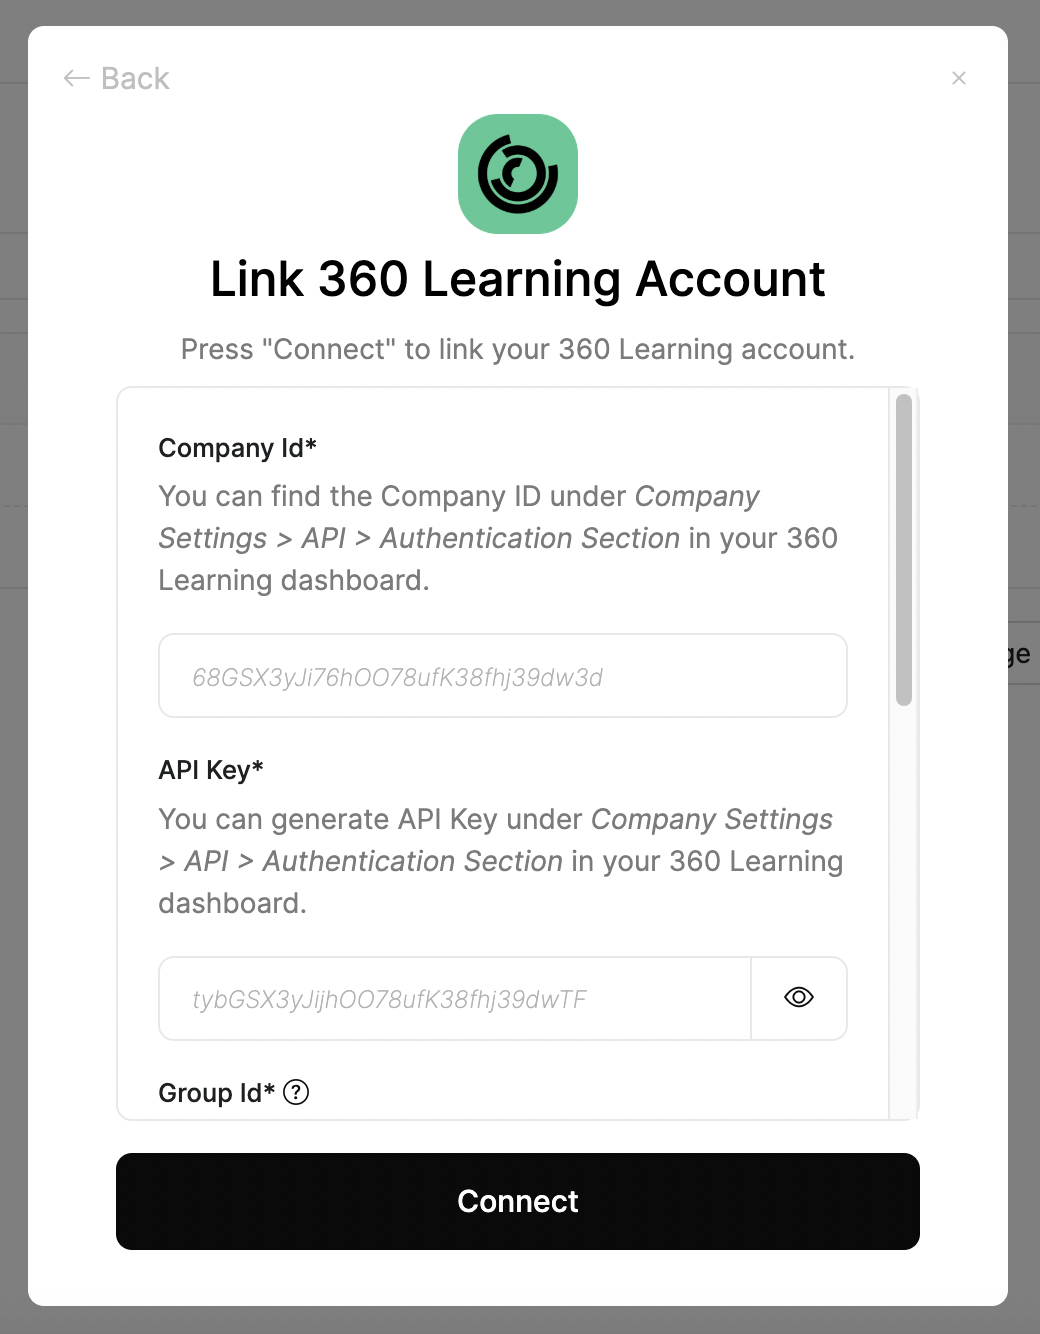 Back
Link 360 Learning Account
Press "Connect" to link your 360 Learning account.
Company Id*
You can find the Company ID under Company
Settings > API > Authentication Section in your 360
Learning dashboard.
68GSX3yJi76hOO78ufK38fhj39dw3d
API Key*
You can generate API Key under Company Settings
> API > Authentication Section in your 360 Learning
dashboard.
tybGSX3yJijhOO78ufK38fhj39dwTF
Group Id* ?
Connect